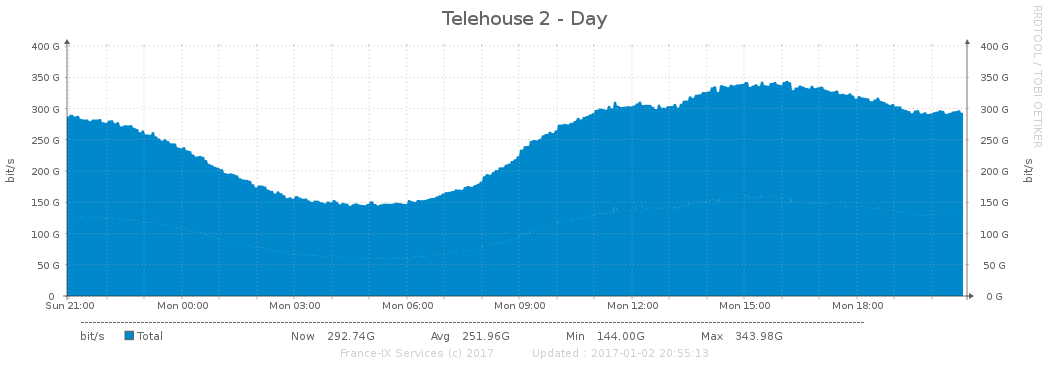 Telehouse 2 - Day
RRDTOOL / TOBI OETIKER
bit/s
400 G 400 G
350 G 350 G
300 G 300 G
250 G 250 G
200 G 200 G
150 G 150 G
100 G 100 G
50 G 50 G
0 0 G
bit/s
Sun 21:00 Mon 00:00 Mon 03:00 Mon 06:00 Mon 09:00 Mon 12:00 Mon 15:00 Mon 18:00
bit/s Total Now 292.74G Avg 251.96G Min 144.00G Max 343.98G
France-IX Services (c) 2017 Updated : 2017-01-02 20:55:13